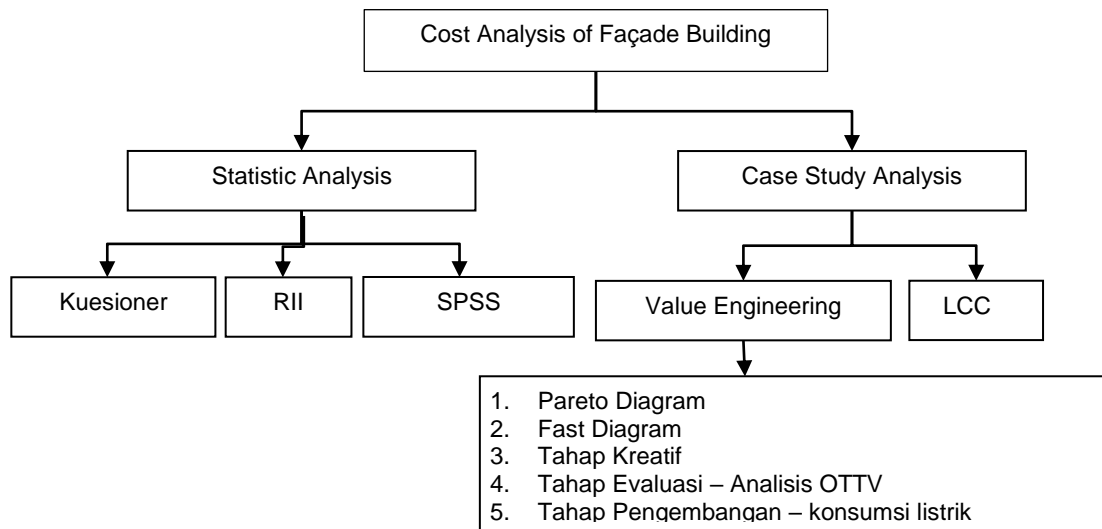 Cost Analysis of Façade Building
Statistic Analysis
Case Study Analysis
Kuesioner
RII
SPSS
Value Engineering
LCC
1. Pareto Diagram
2. Fast Diagram
3. Tahap Kreatif
4. Tahap Evaluasi – Analisis OTTV
5. Tahap Pengembangan – konsumsi listrik